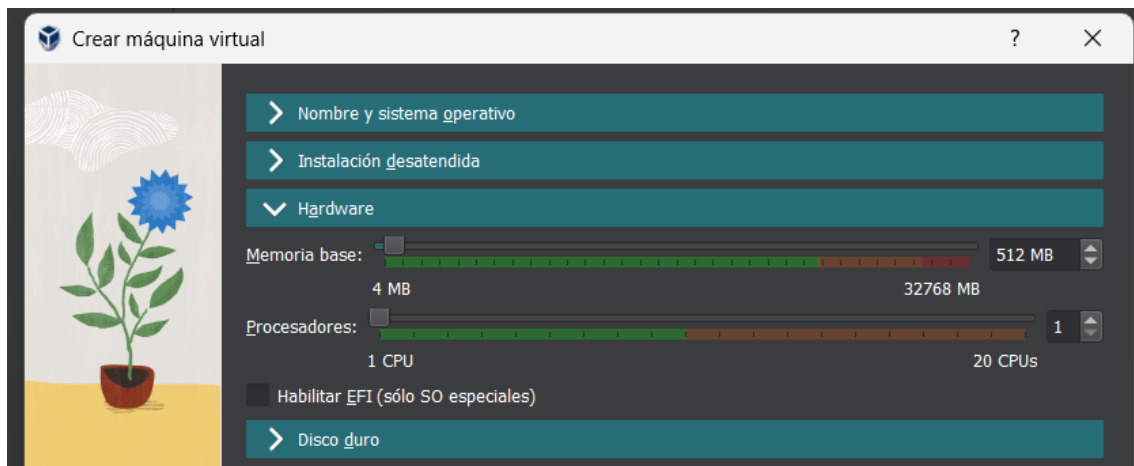 Crear máquina virtual ? ✕
Nombre y sistema operativo
Instalación desatendida
Hardware
Memoria base: 512 MB
4 MB 32768 MB
Procesadores: 1
1 CPU 20 CPUs
Habilitar EFI (sólo SO especiales)
Disco duro